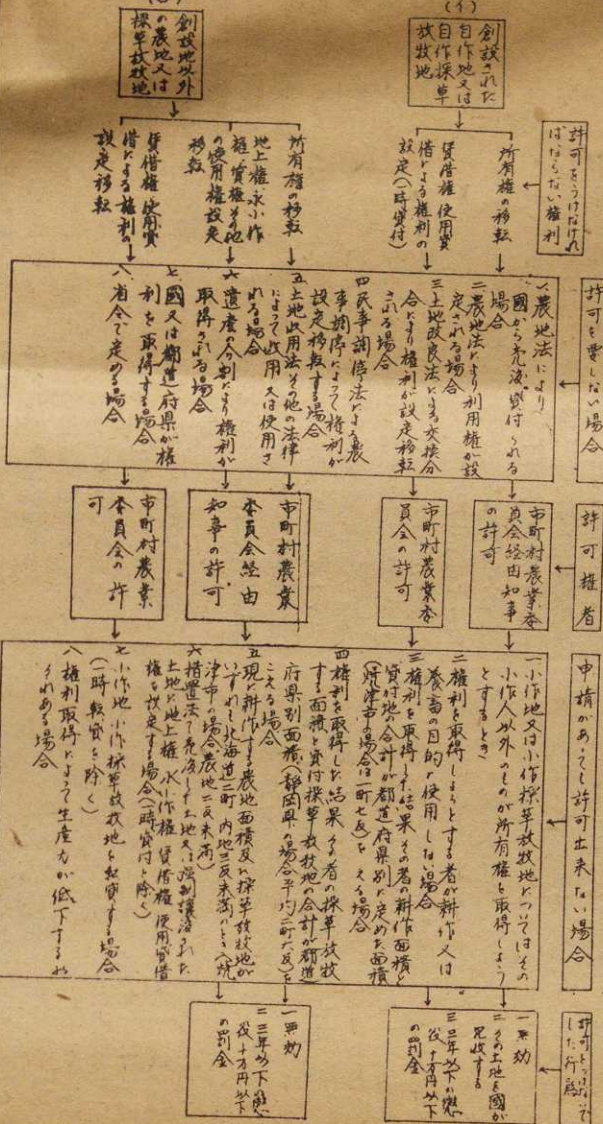 許可をうけなければならない権利
許可を要しない場合
許可権者
申請があっても許可出来ない場合
許可をうけないでした行為
(イ)
創設された
自作地又は
自作採草
放牧地
所有権の移転
賃借権 使用貸
借による権利の
設定(一時貸付)
創設地以外
の農地又は
採草放牧地
所有権の移転
地上権 永小作
権、質権その他
の使用権設定
移転
賃借権 使用貸
借による権利の
設定移転
一、農地法により
國から売渡、貸付られる
場合
二農地法により利用権が設
定される場合
三土地改良法による交換分
合により権利が設定移転
される場合
四民事調停法による農
事調停によって権利が
設定移転する場合
五土地收用法その他の法律
によって收用又は使用さ
れる場合
六遺産の分割により権利が
取得される場合
七國又は都道府県が権
利を取得する場合
八省令で定める場合
市町村農業委
員会経由知事
の許可
市町村農業委
員会の許可
市町村農業
委員会経由
知事の許可
市町村農業
委員会の許
可
一小作地又は小作採草放牧地についてはその
小作人以外のものが所有権を取得しよう
とするとき
二権利を取得しようとする者が耕作又は
養畜の目的に使用しない場合
三権利を取得した結果その者の耕作面積と
貸付地の合計が都道府県別に定めた面積
(焼津市の場合は二町七反)をこえる場合
四権利を取得した結果その者の採草放牧
する面積と貸付採草放牧地の合計が都道
府県別面積(静岡県の場合平均二町六反)を
こえる場合
五現に耕作する農地面積及び採草放牧地が
いずれも北海道二町 内地三反未満がいう(焼
津市の場合農地二反未満)
六措置法で売渡した土地又は強制譲渡された
土地に地上権 永小作権 賃借権 使用貸借
権を設定する場合(一時貸付を除く)
七小作地 小作採草放牧地を転貸する場合
(一時転貸を除く)
八権利取得によって生産力が低下するお
それある場合
一無効
二その土地を國が
買收する
三三年以下の懲
役十万円以下
の罰金
一無効
二三年以下の懲
役十万円以下
の罰金